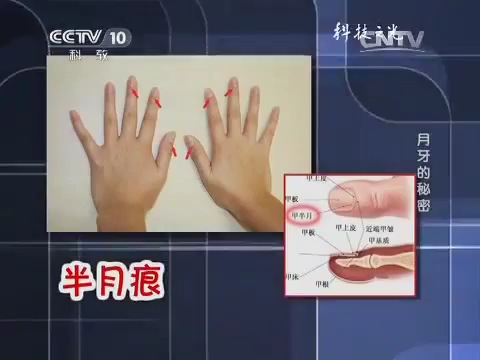 CCTV 10
科教
科技之光
CNTV
月牙的秘密
甲上皮
甲板
甲半月
甲上皮
近端甲皱
甲板
甲基质
甲床
甲根
半月痕